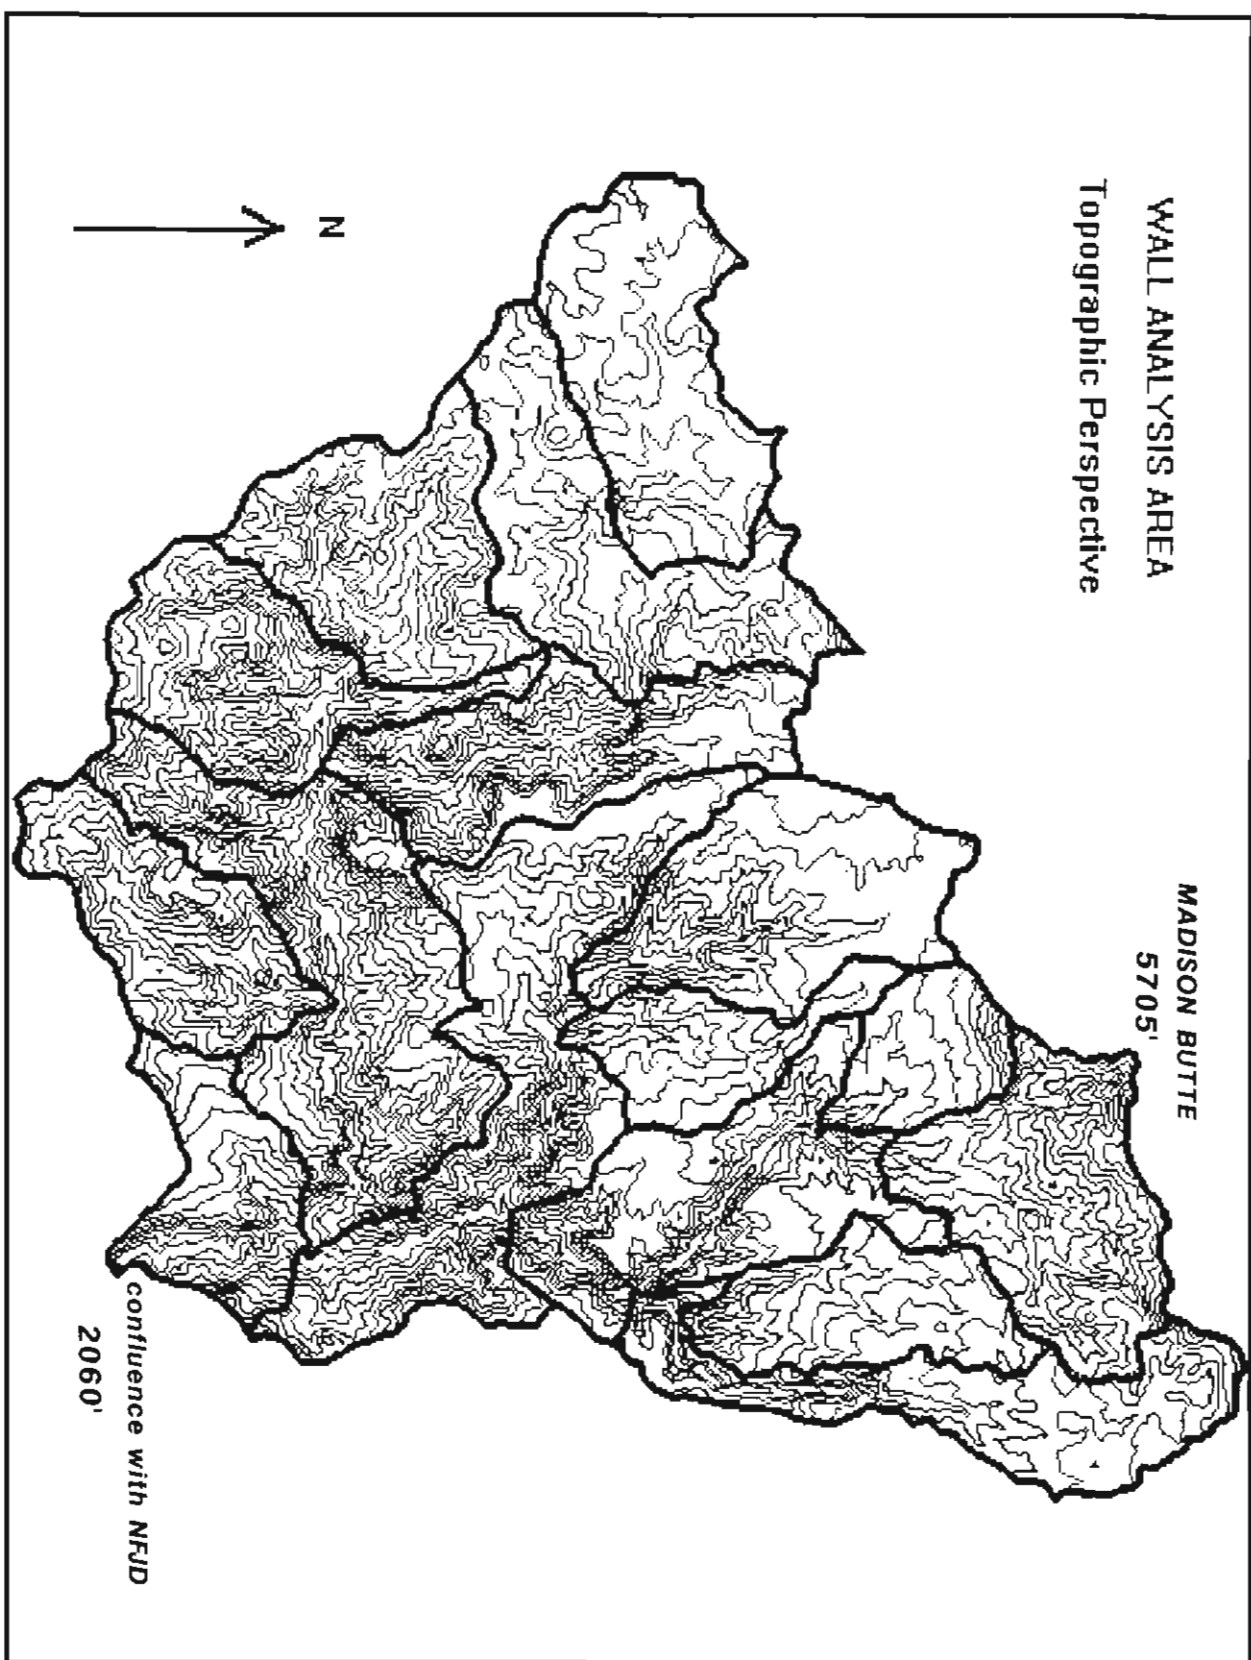 WALL ANALYSIS AREA
Topographic Perspective
MADISON BUTTE
5705'
N
confluence with NFJD
2060'